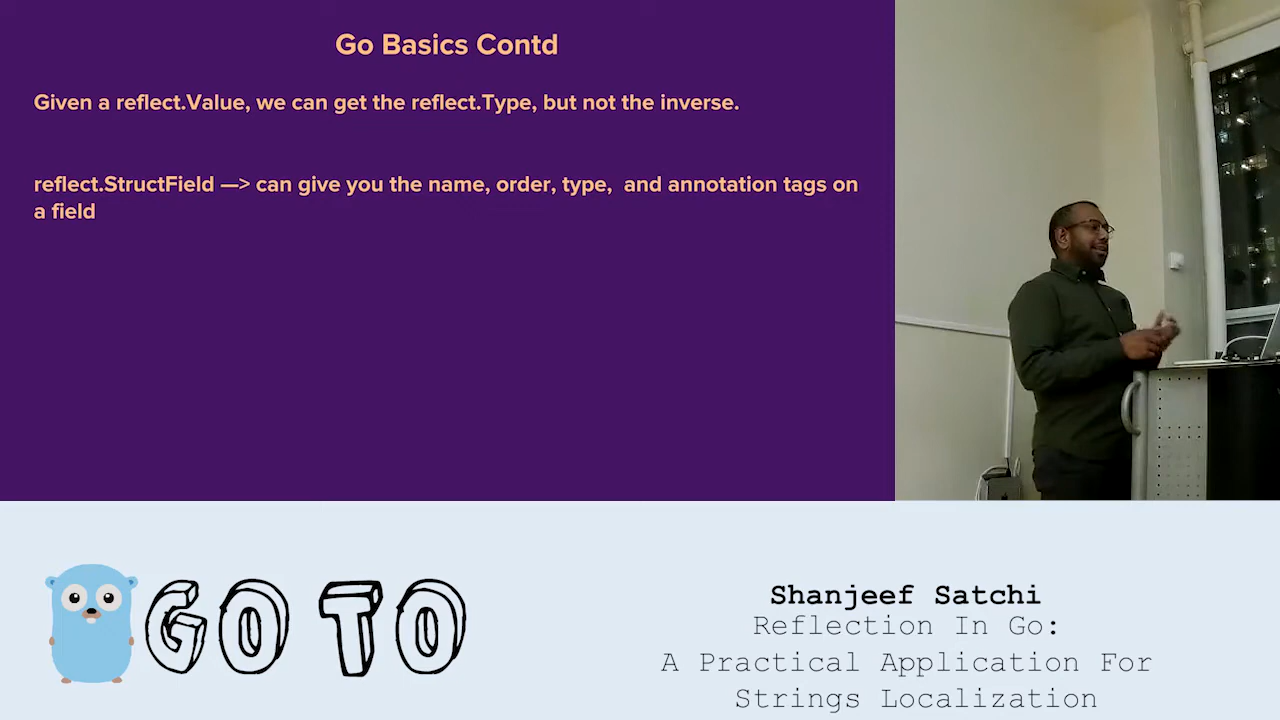 Go Basics Contd
Given a reflect.Value, we can get the reflect.Type, but not the inverse.
reflect.StructField —> can give you the name, order, type,  and annotation tags on
a field
GO TO
Shanjeef Satchi
Reflection In Go:
A Practical Application For
Strings Localization